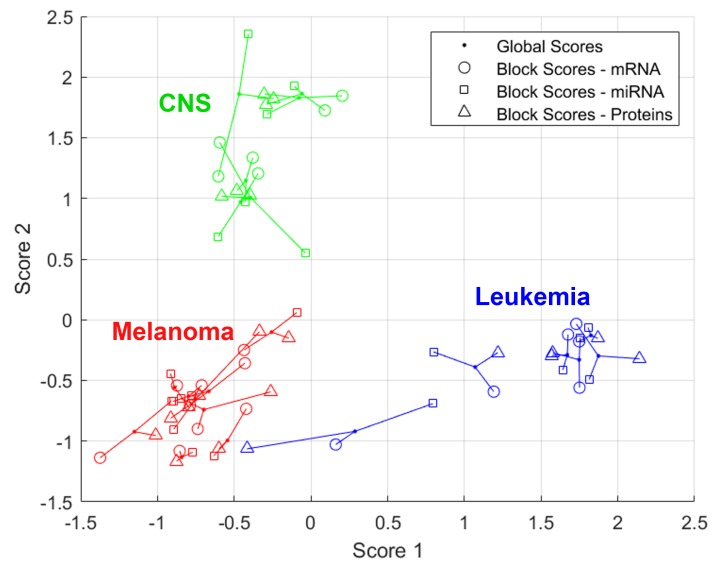 2.5
2
1.5
1
0.5
0
-0.5
-1
-1.5
Score 2
-1.5 -1 -0.5 0 0.5 1 1.5 2 2.5
Score 1
Global Scores
Block Scores - mRNA
Block Scores - miRNA
Block Scores - Proteins
CNS
Leukemia
Melanoma